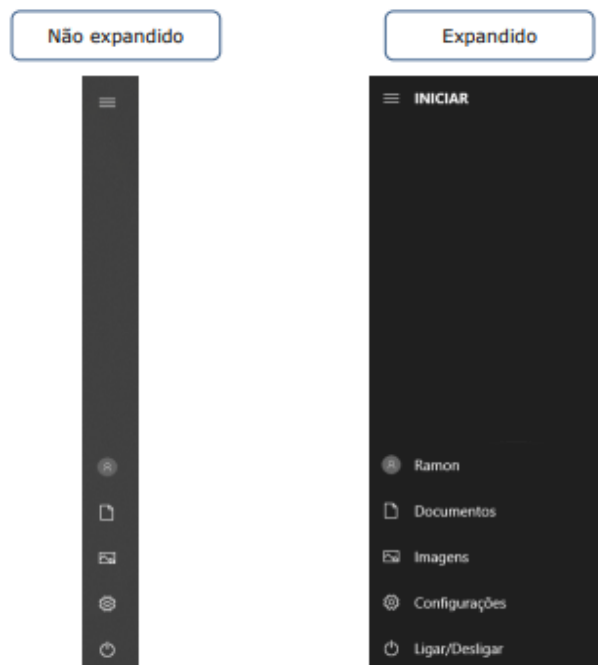 Não expandido
Expandido
INICIAR
Ramon
Documentos
Imagens
Configurações
Ligar/Desligar